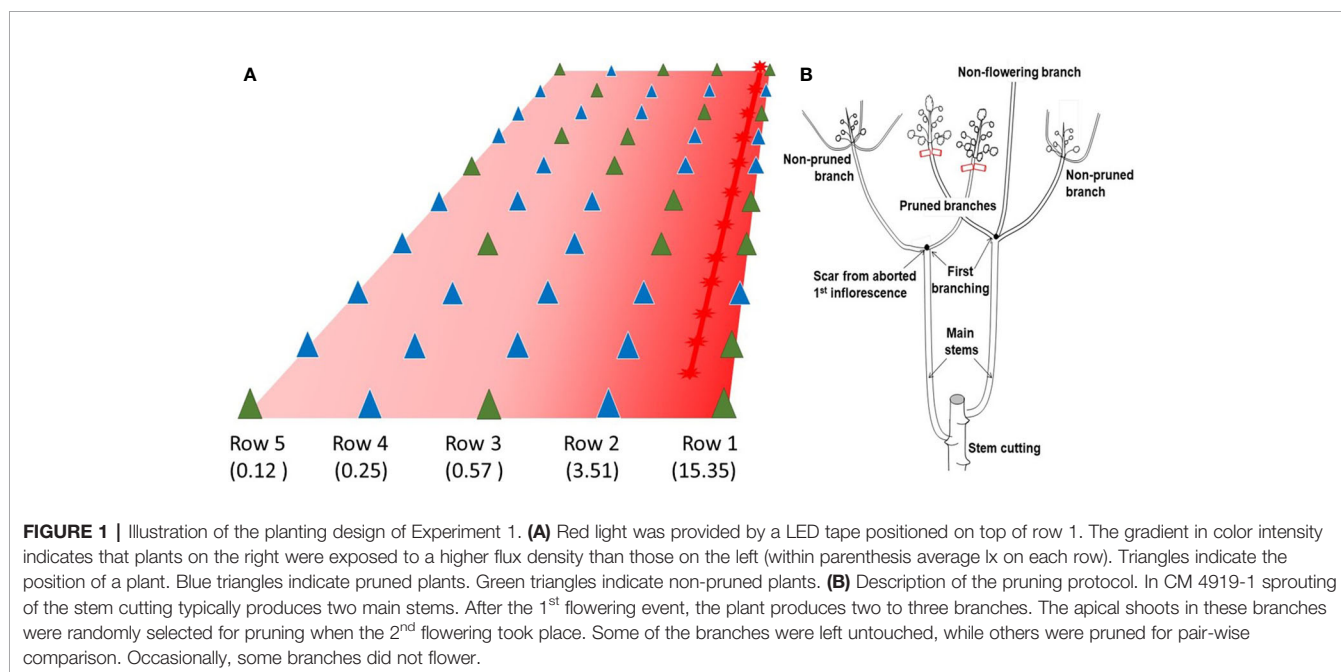 A
B
Non-flowering branch
Non-pruned
branch
Non-pruned
branch
Pruned branches
Scar from aborted
1st inflorescence
First
branching
Main
stems
Stem cutting
Row 5
(0.12 )
Row 4
(0.25)
Row 3
(0.57 )
Row 2
(3.51)
Row 1
(15.35)
FIGURE 1 | Illustration of the planting design of Experiment 1. (A) Red light was provided by a LED tape positioned on top of row 1. The gradient in color intensity
indicates that plants on the right were exposed to a higher flux density than those on the left (within parenthesis average lx on each row). Triangles indicate the
position of a plant. Blue triangles indicate pruned plants. Green triangles indicate non-pruned plants. (B) Description of the pruning protocol. In CM 4919-1 sprouting
of the stem cutting typically produces two main stems. After the 1st flowering event, the plant produces two to three branches. The apical shoots in these branches
were randomly selected for pruning when the 2nd flowering took place. Some of the branches were left untouched, while others were pruned for pair-wise
comparison. Occasionally, some branches did not flower.